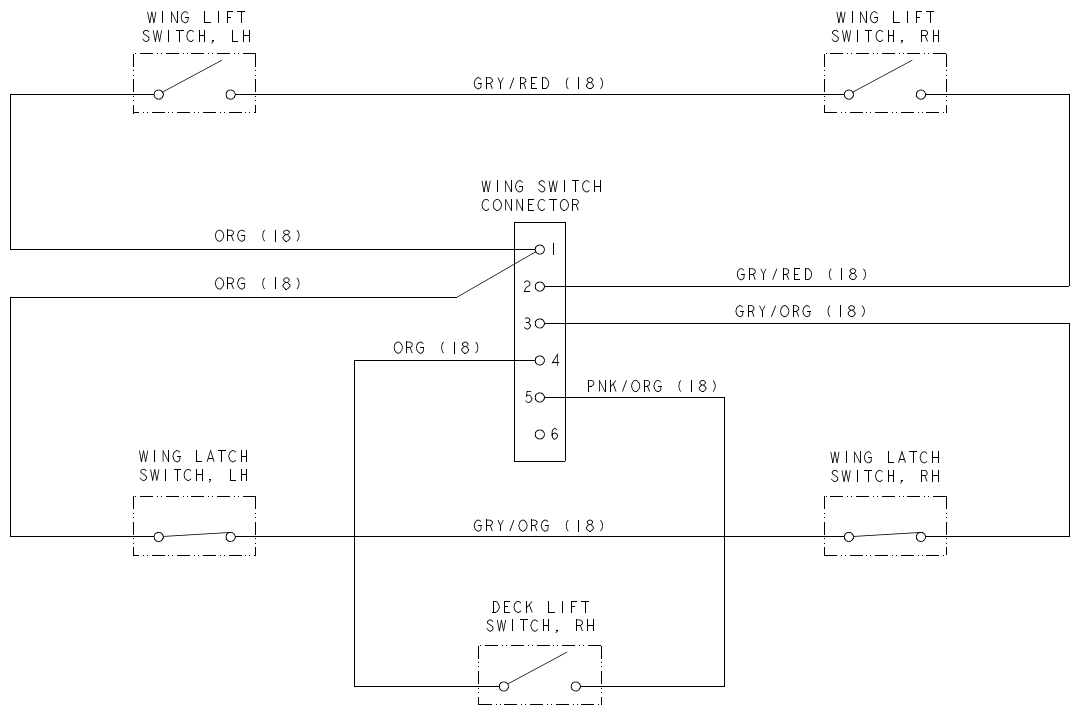 WING LIFT
SWITCH, LH
WING LIFT
SWITCH, RH
GRY/RED (18)
WING SWITCH
CONNECTOR
ORG (18)
1
GRY/RED (18)
ORG (18)
2
GRY/ORG (18)
3
ORG (18)
4
PNK/ORG (18)
5
6
WING LATCH
SWITCH, LH
WING LATCH
SWITCH, RH
GRY/ORG (18)
DECK LIFT
SWITCH, RH